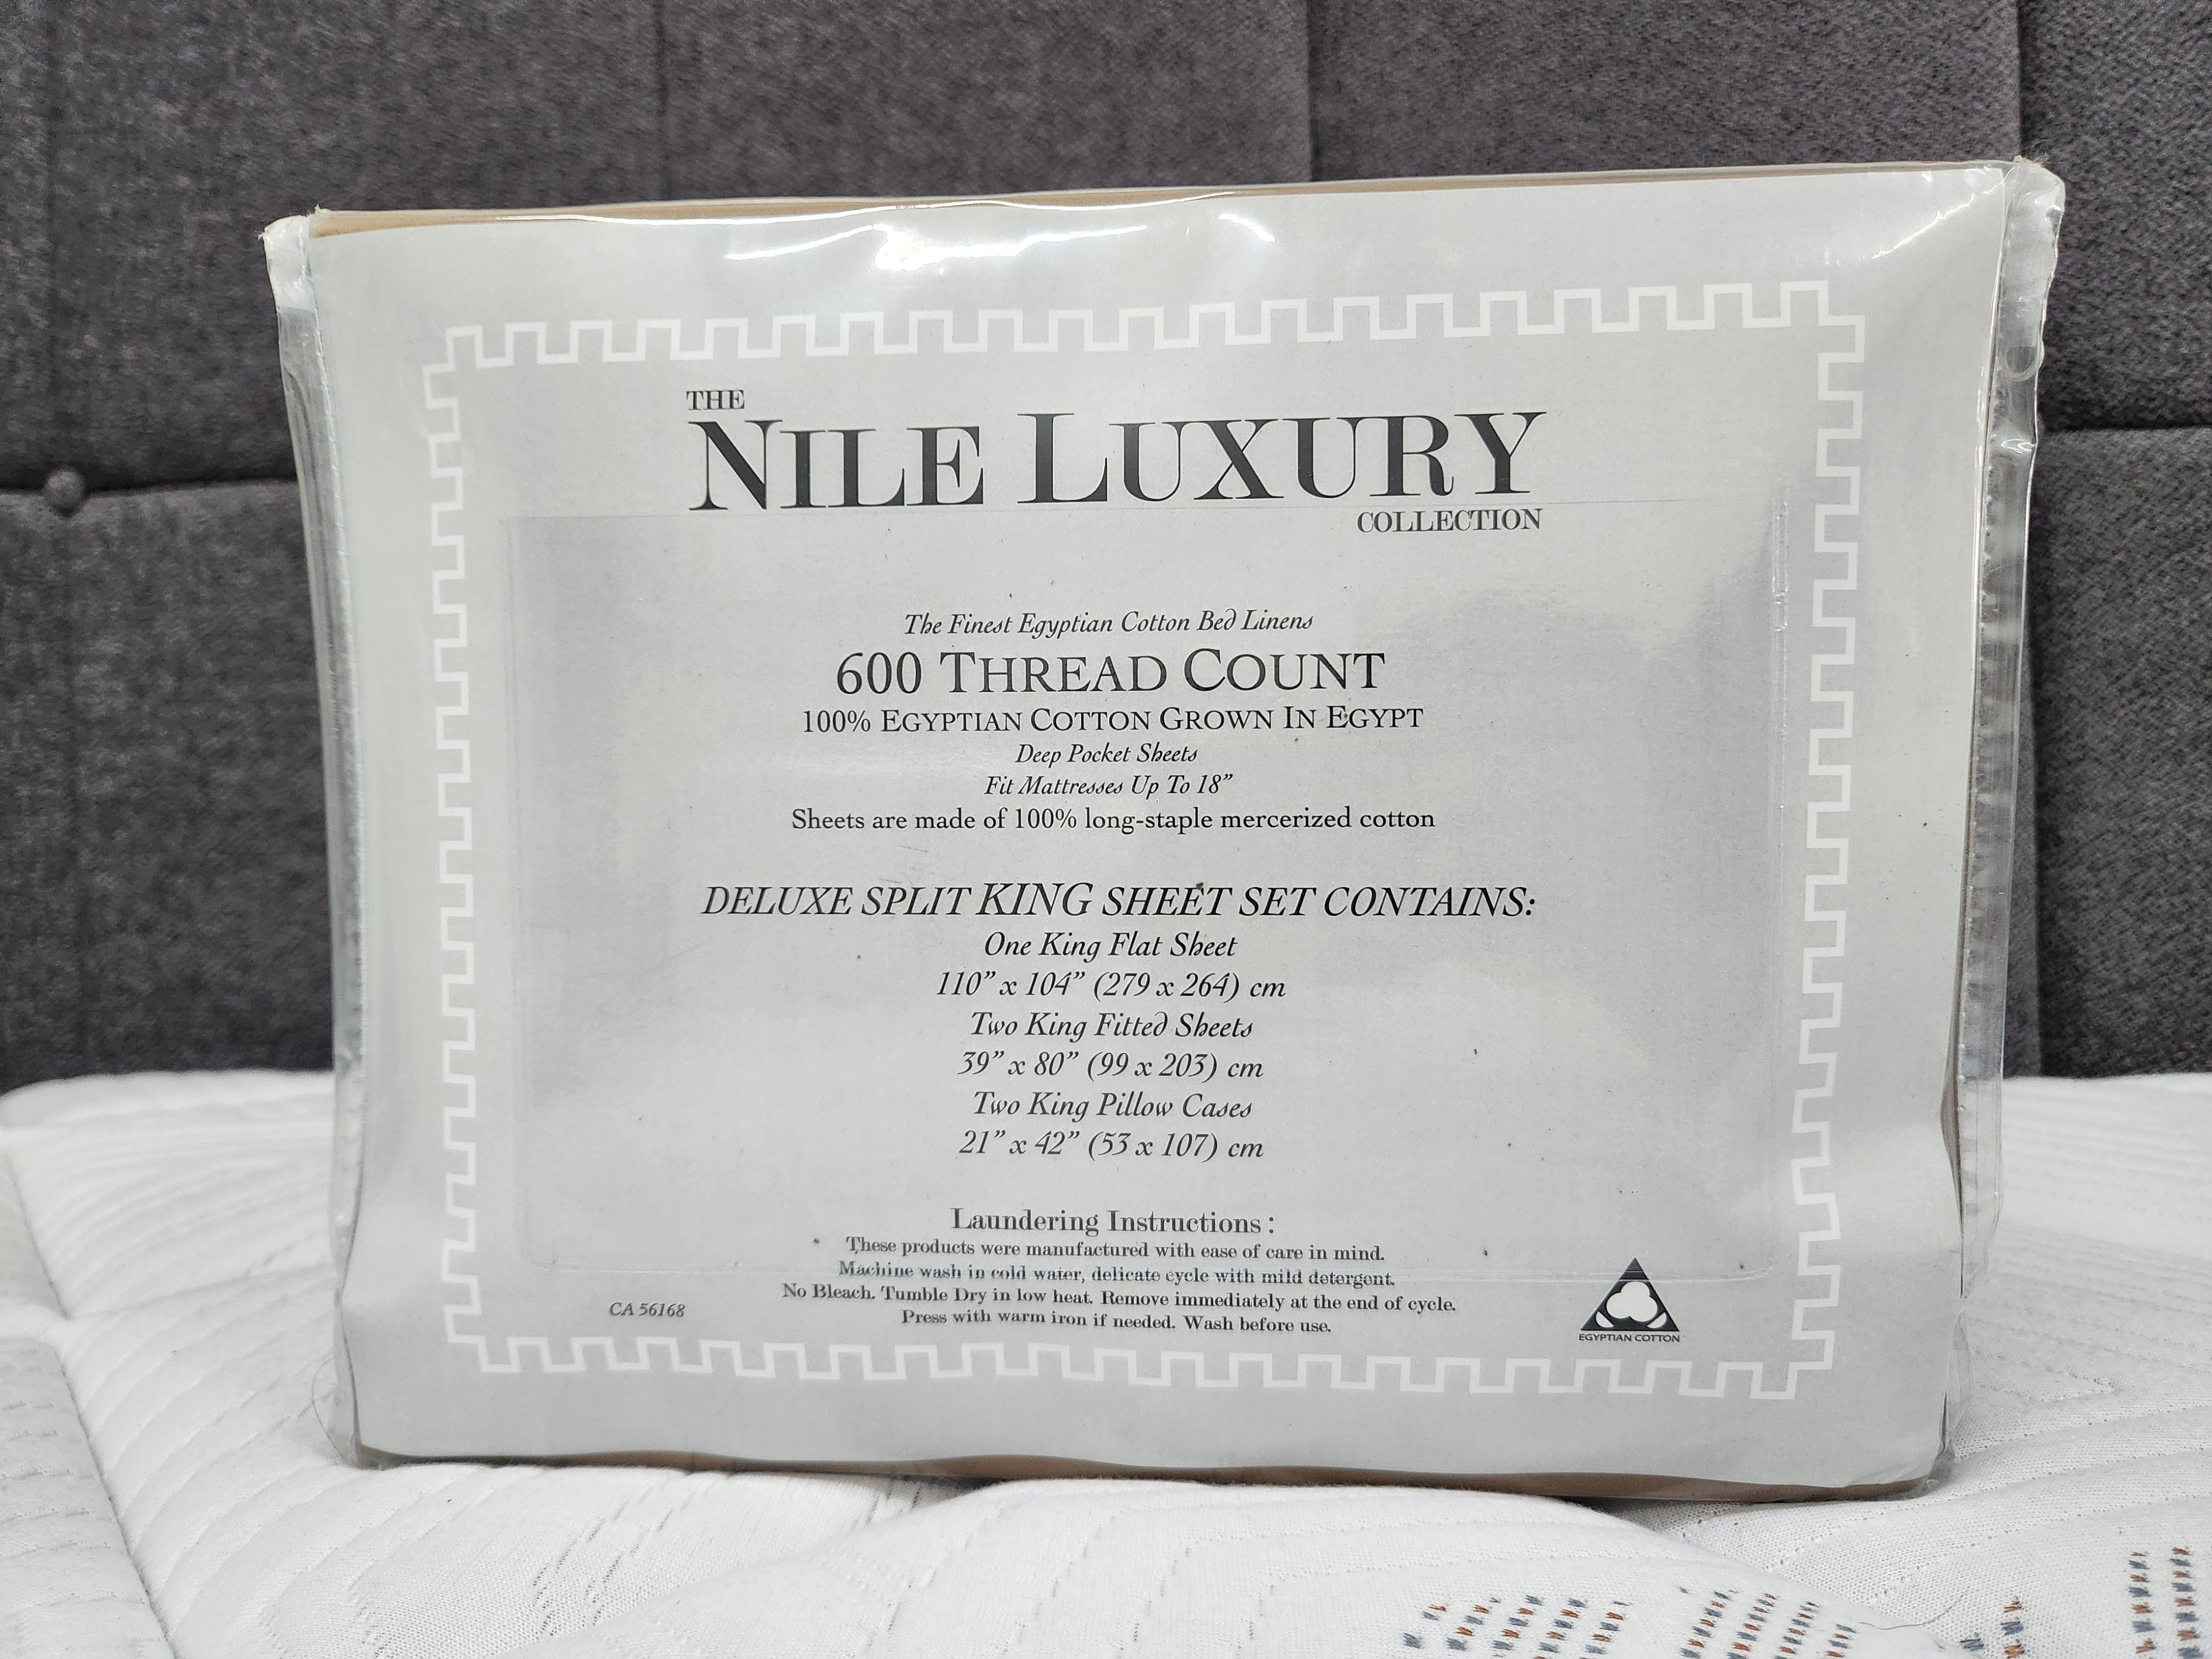 THE
NILE LUXURY
COLLECTION
The Finest Egyptian Cotton Bed Linens
600 THREAD COUNT
100% EGYPTIAN COTTON GROWN IN EGYPT
Deep Pocket Sheets
Fit Mattresses Up To 18”
Sheets are made of 100% long-staple mercerized cotton
DELUXE SPLIT KING SHEET SET CONTAINS:
One King Flat Sheet
110” x 104” (279 x 264) cm
Two King Fitted Sheets
39” x 80” (99 x 203) cm
Two King Pillow Cases
21” x 42” (53 x 107) cm
Laundering Instructions :
These products were manufactured with ease of care in mind.
Machine wash in cold water, delicate cycle with mild detergent.
No Bleach. Tumble Dry in low heat. Remove immediately at the end of cycle.
Press with warm iron if needed. Wash before use.
CA 56168
EGYPTIAN COTTON